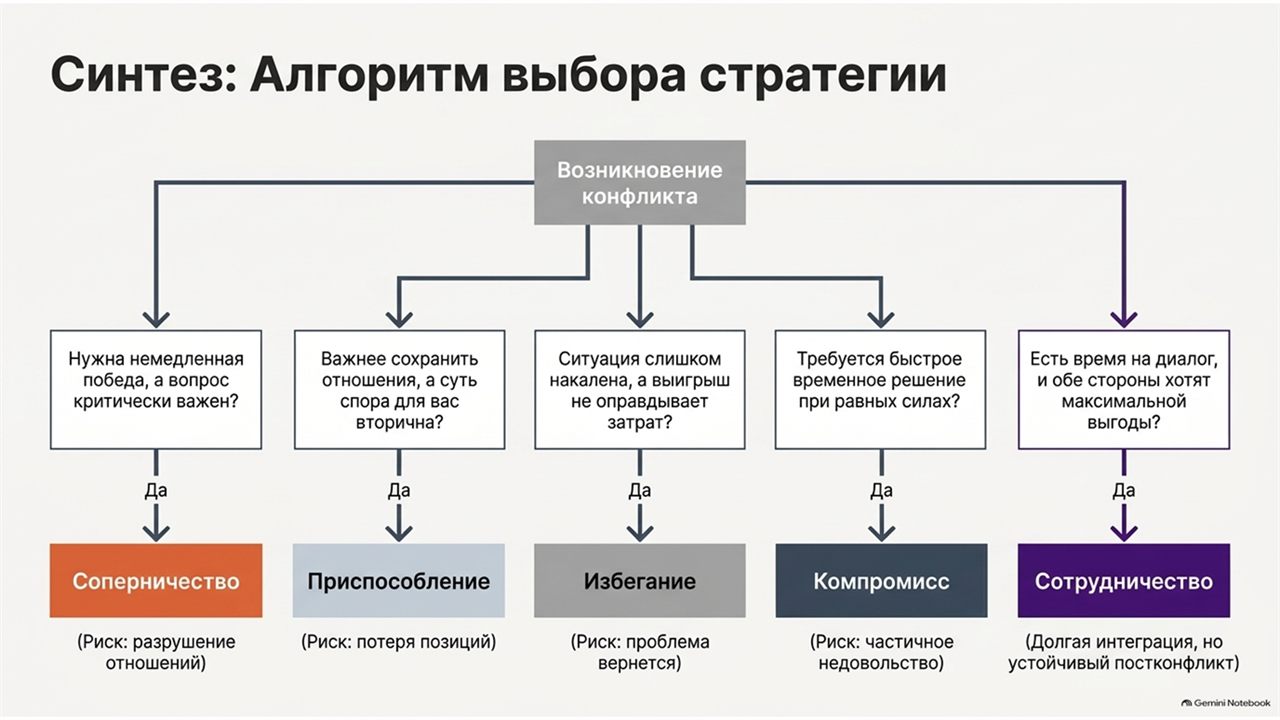 Синтез: Алгоритм выбора стратегии
Возникновение
конфликта
Нужна немедленная
победа, а вопрос
критически важен?
Важнее сохранить
отношения, а суть
спора для вас
вторична?
Ситуация слишком
накалена, а выигрыш
не оправдывает
затрат?
Требуется быстрое
временное решение
при равных силах?
Есть время на диалог,
и обе стороны хотят
максимальной
выгоды?
Да
Да
Да
Да
Да
Соперничество
Приспособление
Избегание
Компромисс
Сотрудничество
(Риск: разрушение
отношений)
(Риск: потеря позиций)
(Риск: проблема
вернется)
(Риск: частичное
недовольство)
(Долгая интеграция, но
устойчивый постконфликт)
Gemini Notebook